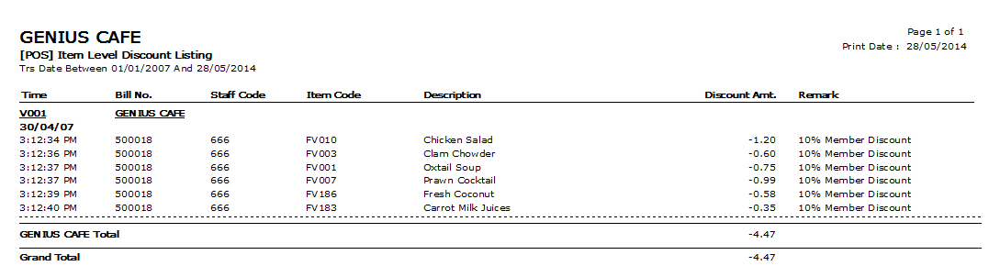 GENIUS CAFE
Page 1 of 1
[POS] Item Level Discount Listing
Print Date : 28/05/2014
Trs Date Between 01/01/2007 And 28/05/2014
Time Bill No. Staff Code Item Code Description Discount Amt. Remark
V001 GENIUS CAFE
30/04/07
3:12:34 PM 500018 666 FV010 Chicken Salad -1.20 10% Member Discount
3:12:36 PM 500018 666 FV003 Clam Chowder -0.60 10% Member Discount
3:12:37 PM 500018 666 FV001 Oxtail Soup -0.75 10% Member Discount
3:12:37 PM 500018 666 FV007 Prawn Cocktail -0.99 10% Member Discount
3:12:39 PM 500018 666 FV186 Fresh Coconut -0.58 10% Member Discount
3:12:40 PM 500018 666 FV183 Carrot Milk Juices -0.35 10% Member Discount
GENIUS CAFE Total -4.47
Grand Total -4.47